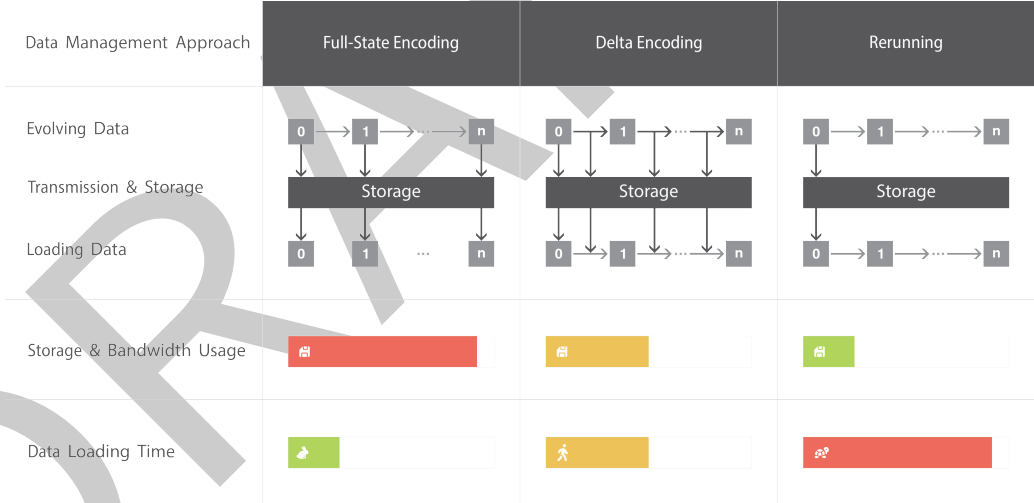 Data Management Approach Full-State Encoding Delta Encoding Rerunning
Evolving Data 0 1 ... n 0 1 ... n 0 1 ... n
Transmission & Storage Storage Storage Storage
Loading Data 0 1 ... n 0 1 ... n 0 1 ... n
Storage & Bandwidth Usage
Data Loading Time